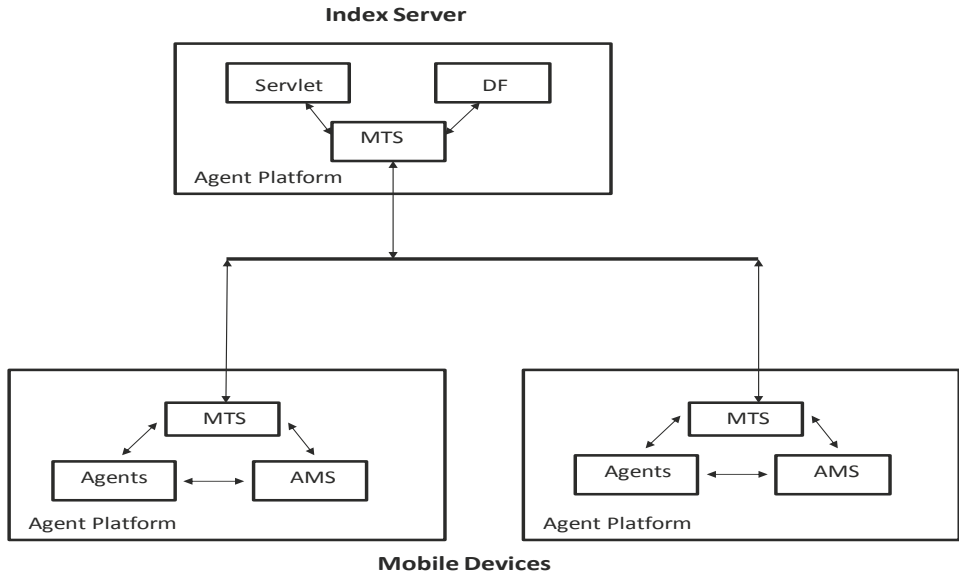 Index Server
Servlet
DF
MTS
Agent Platform
MTS
Agents
AMS
Agent Platform
MTS
Agents
AMS
Agent Platform
Mobile Devices